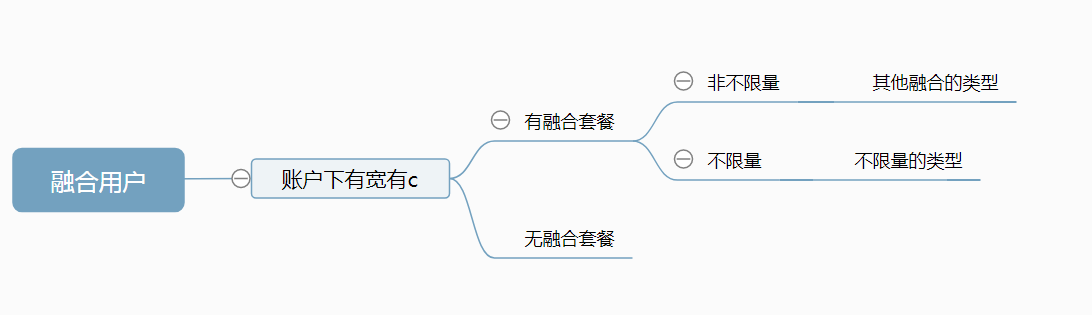 融合用户
账户下有宽有c
有融合套餐
非不限量
其他融合的类型
不限量
不限量的类型
无融合套餐